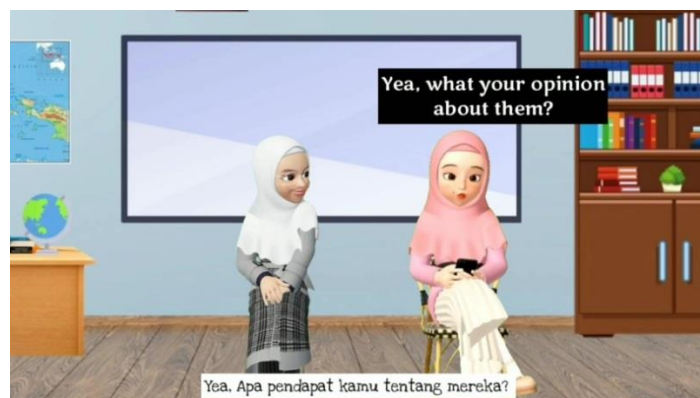 Yea, what your opinion
about them?
Yea, Apa pendapat kamu tentang mereka?